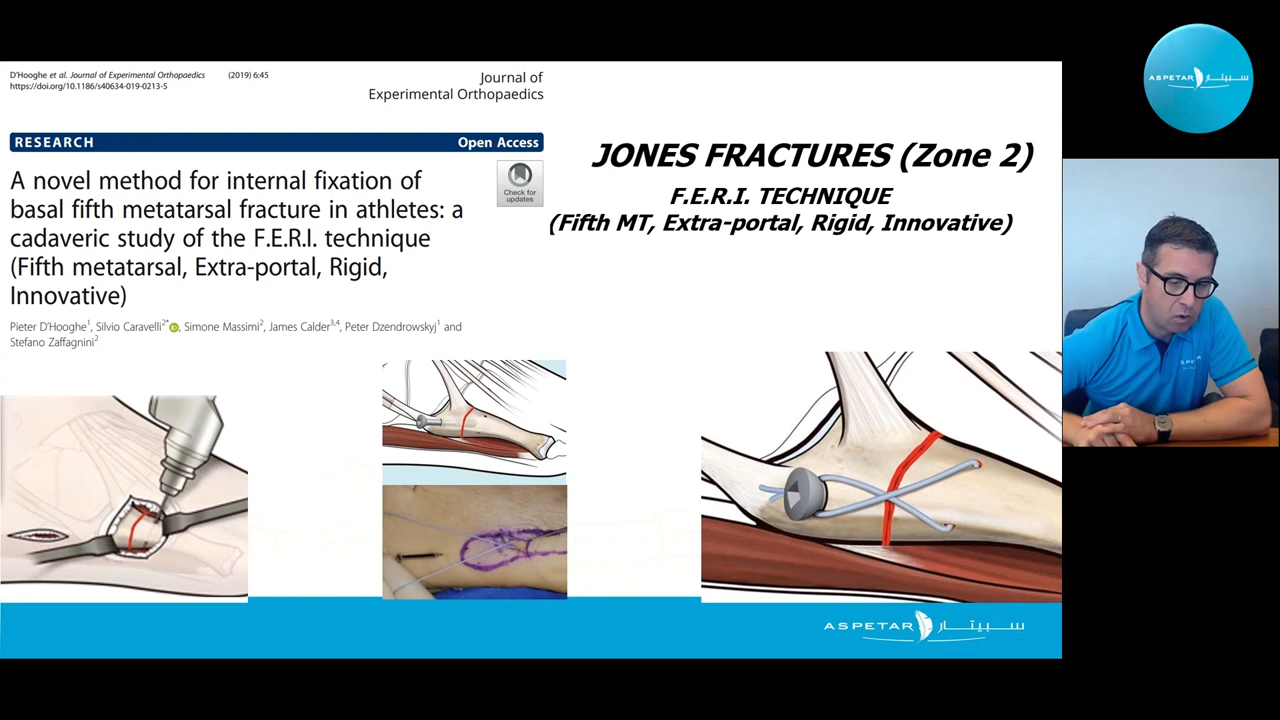 D'Hooghe et al. Journal of Experimental Orthopaedics (2019) 6:45
https://doi.org/10.1186/s40634-019-0213-5
Journal of
Experimental Orthopaedics
RESEARCH Open Access
A novel method for internal fixation of
basal fifth metatarsal fracture in athletes: a
cadaveric study of the F.E.R.I. technique
(Fifth metatarsal, Extra-portal, Rigid,
Innovative)
Check for
updates
Pieter D'Hooghe1, Silvio Caravelli2*, Simone Massimi2, James Calder3,4, Peter Dzendrowskyj1 and
Stefano Zaffagnini2
JONES FRACTURES (Zone 2)
F.E.R.I. TECHNIQUE
(Fifth MT, Extra-portal, Rigid, Innovative)
ASPETAR سبيتار
ASPETAR سبيتار
ASPETAR